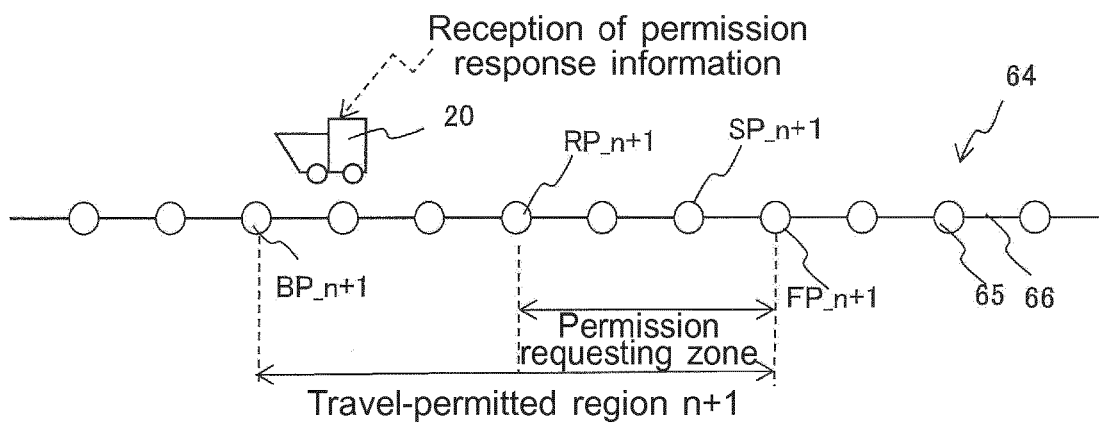 Reception of permission
response information
64
20
RP_n+1
SP_n+1
BP_n+1
FP_n+1
65
66
Permission
requesting zone
Travel-permitted region n+1